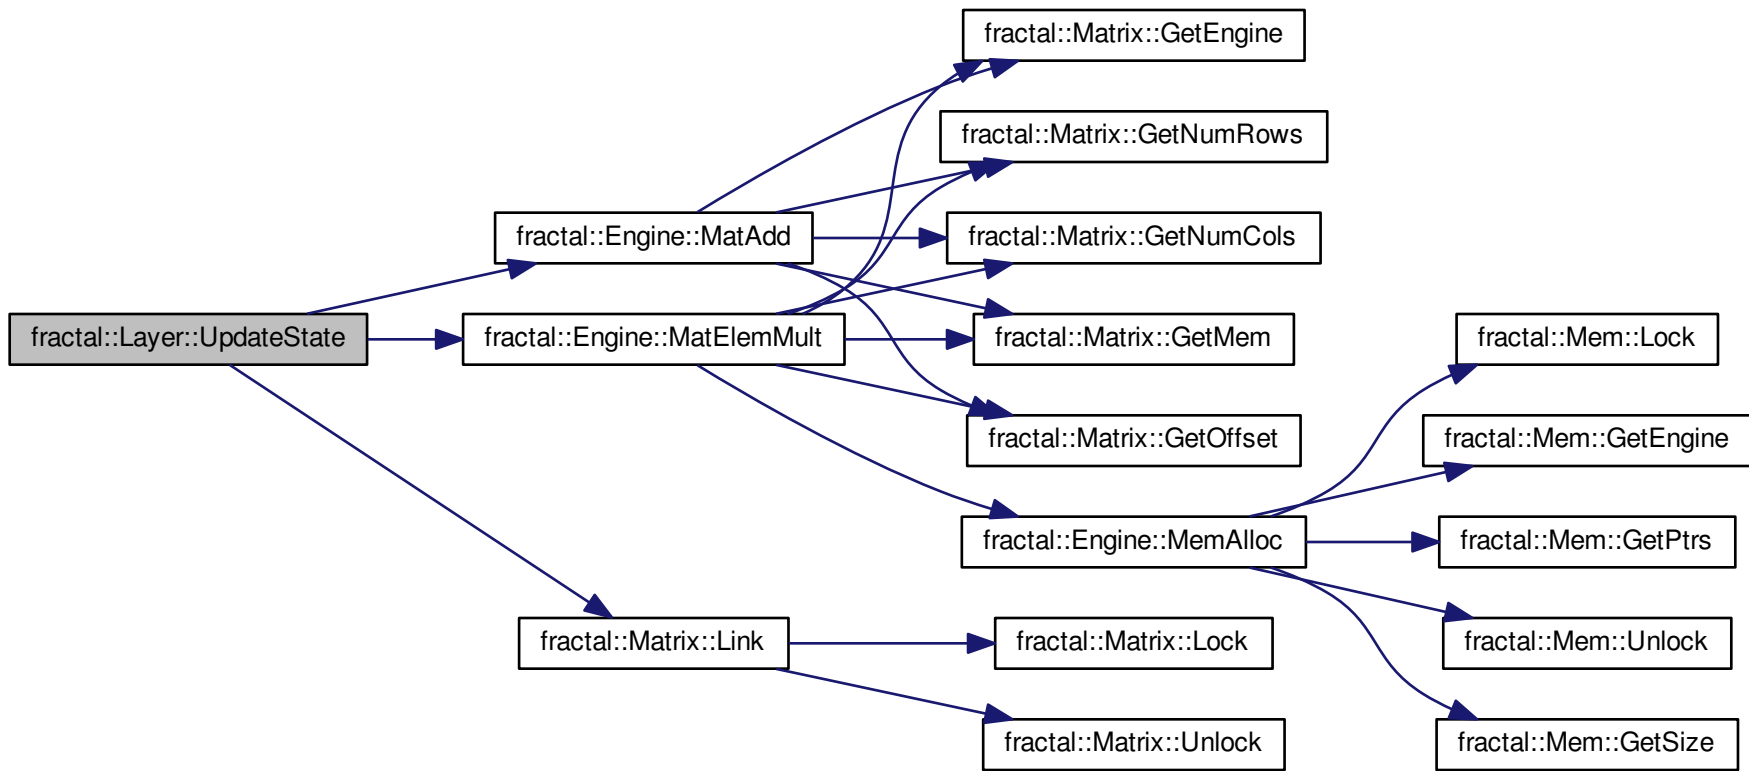 fractal::Layer::UpdateState
fractal::Engine::MatAdd
fractal::Engine::MatElemMult
fractal::Matrix::Link
fractal::Matrix::GetEngine
fractal::Matrix::GetNumRows
fractal::Matrix::GetNumCols
fractal::Matrix::GetMem
fractal::Matrix::GetOffset
fractal::Engine::MemAlloc
fractal::Matrix::Lock
fractal::Matrix::Unlock
fractal::Mem::Lock
fractal::Mem::GetEngine
fractal::Mem::GetPtrs
fractal::Mem::Unlock
fractal::Mem::GetSize